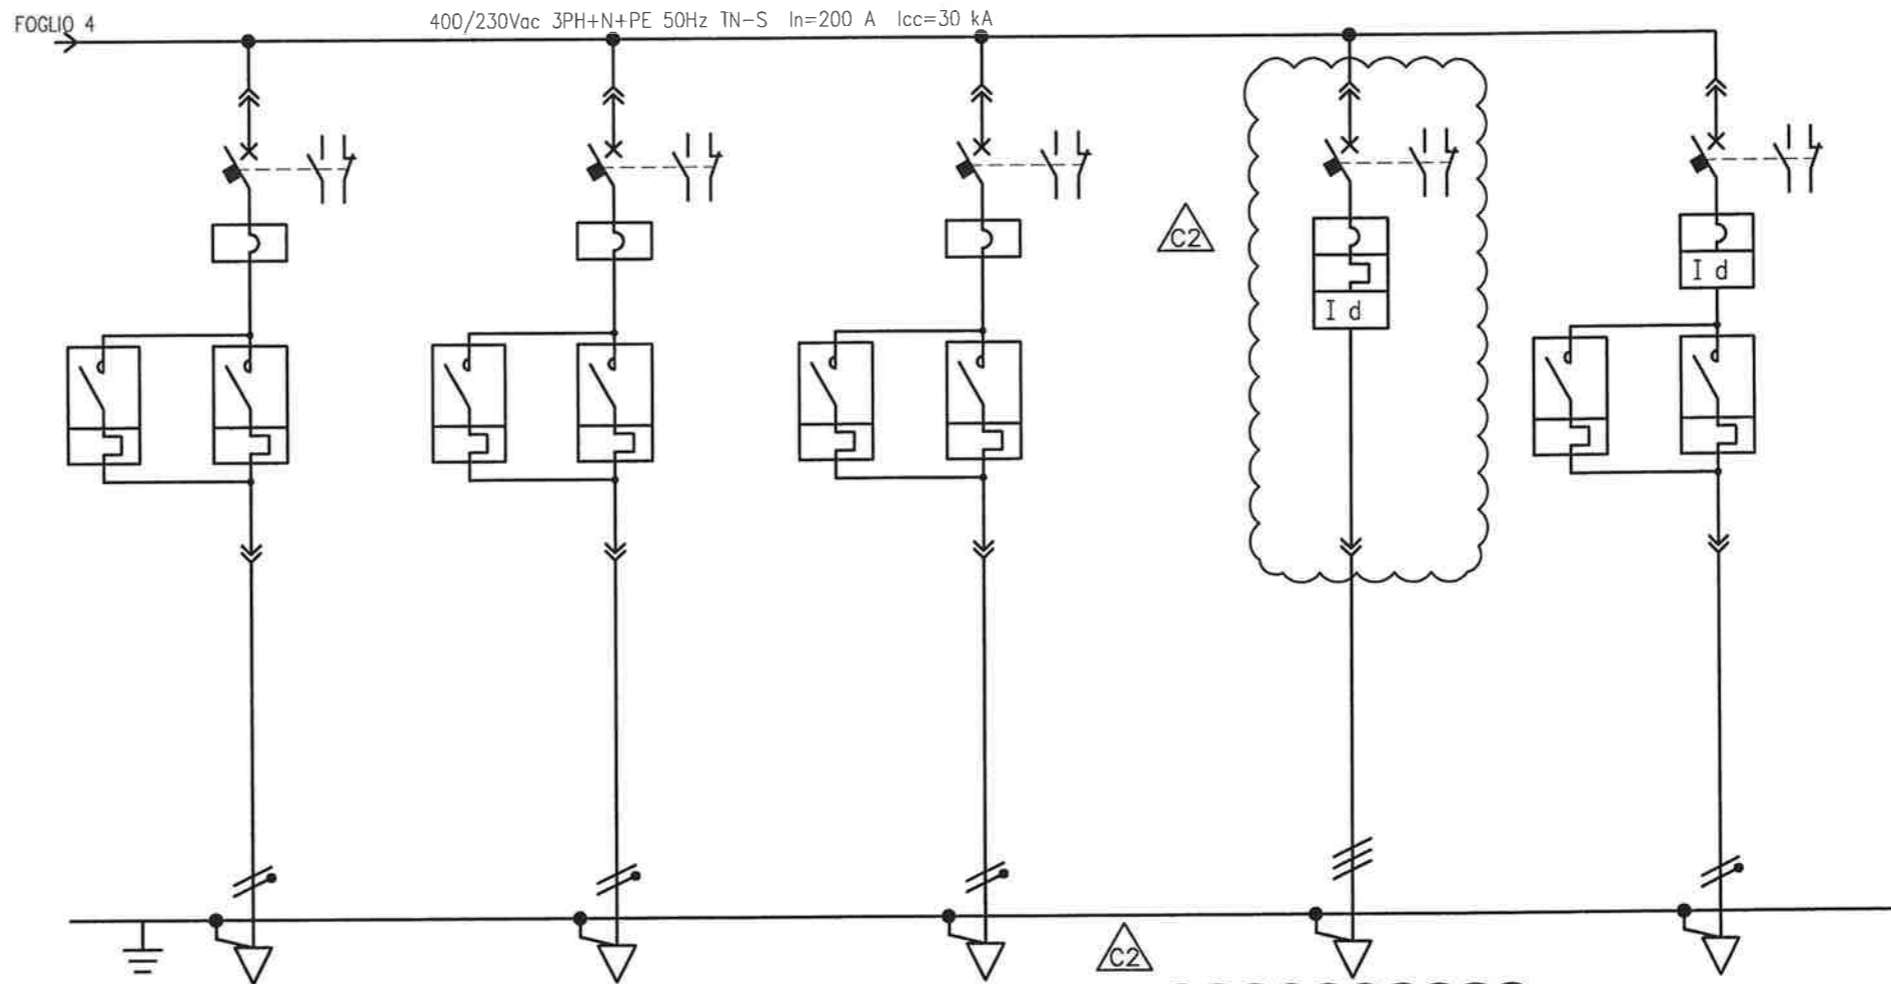 FOGLIO 4
400/230Vac 3PH+N+PE 50Hz TN-S In=200 A Icc=30 kA
C2
I d
I d
C2